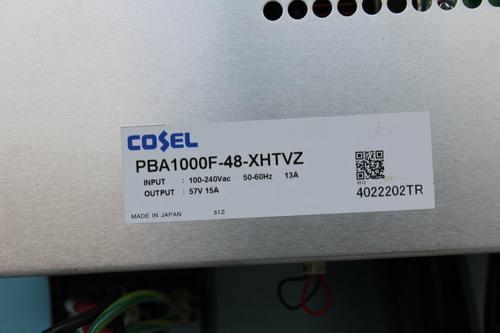 COSEL
PBA1000F-48-XHTVZ
INPUT : 100-240Vac 50-60Hz 13A
OUTPUT : 57V 15A
4022202TR
MADE IN JAPAN S12